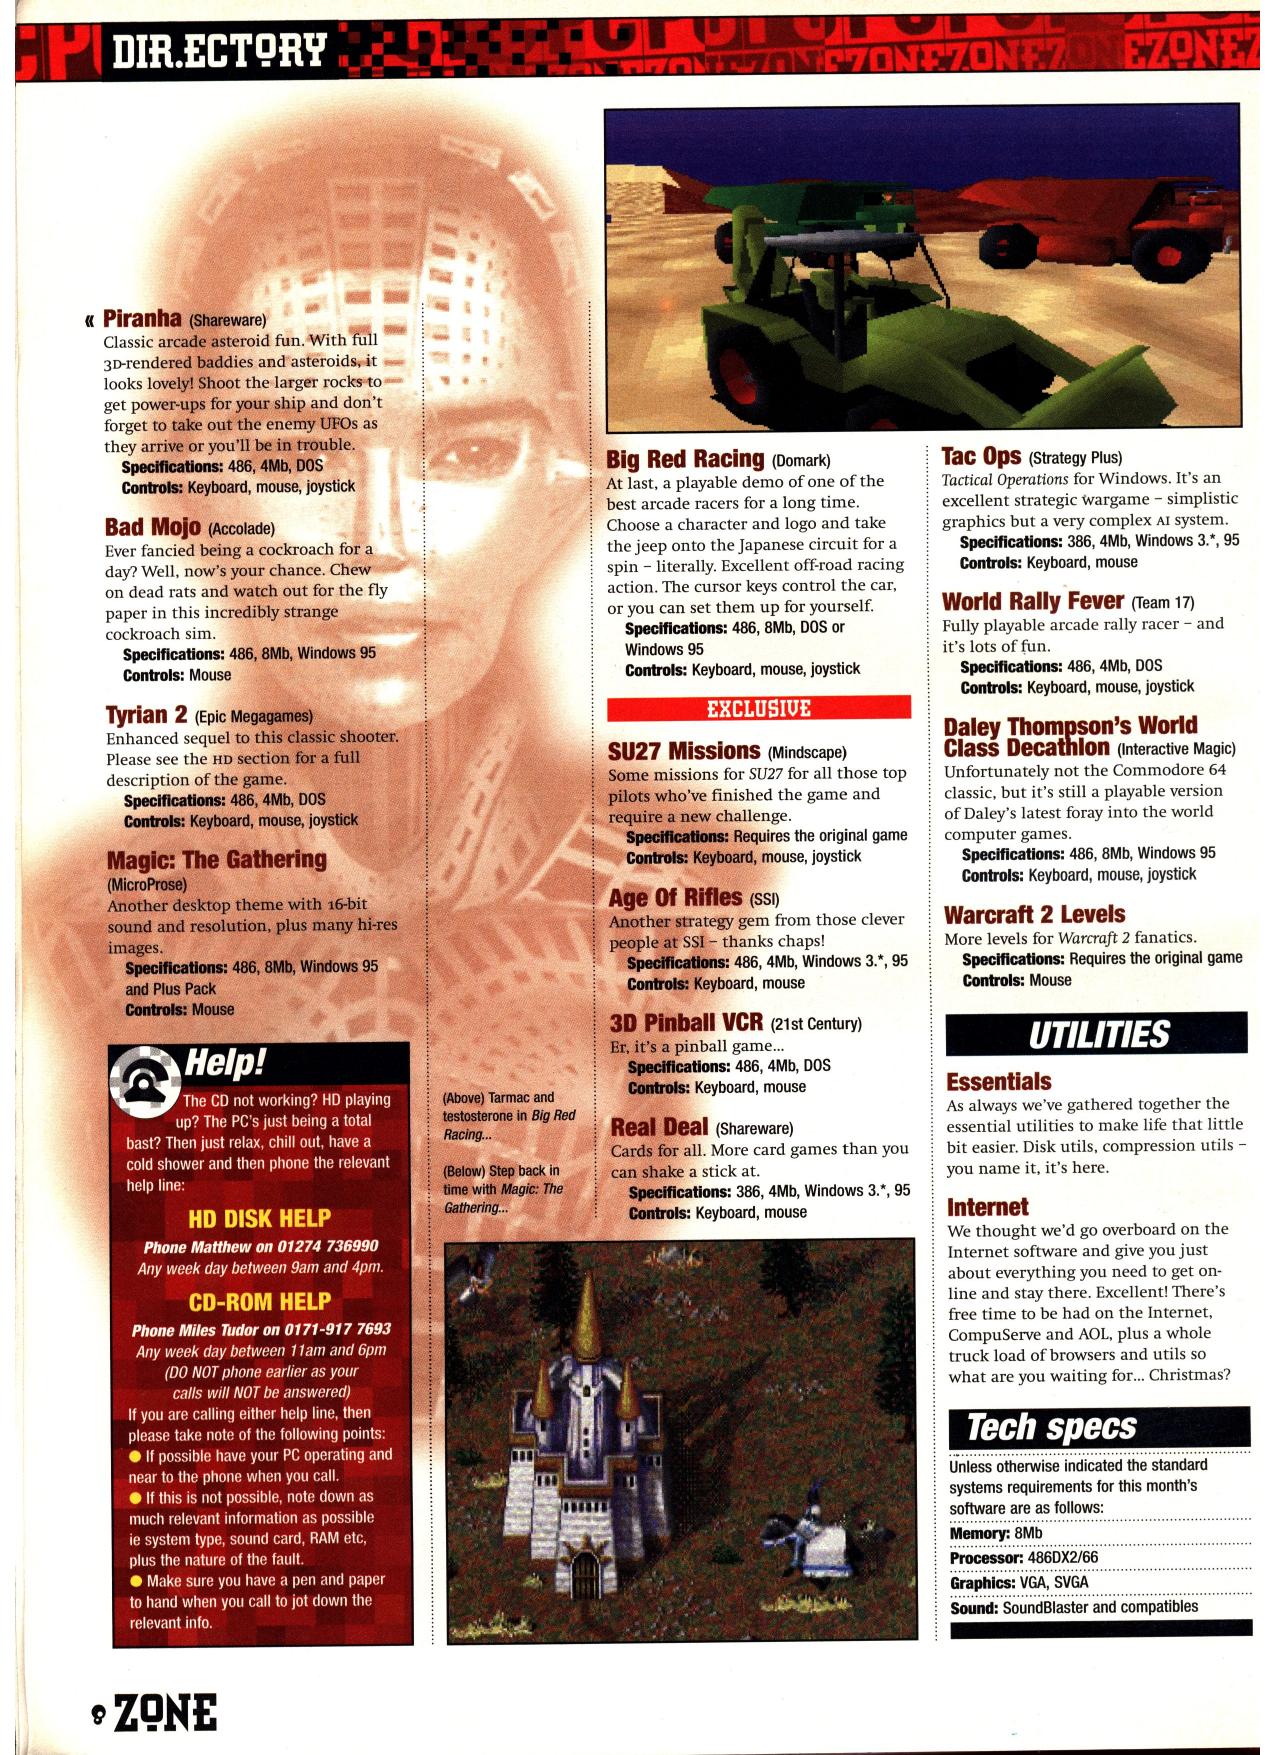 DIR.ECTORY
« Piranha (Shareware)
Classic arcade asteroid fun. With full
3D-rendered baddies and asteroids, it
looks lovely! Shoot the larger rocks to
get power-ups for your ship and don't
forget to take out the enemy UFOs as
they arrive or you'll be in trouble.
Specifications: 486, 4Mb, DOS
Controls: Keyboard, mouse, joystick
Bad Mojo (Accolade)
Ever fancied being a cockroach for a
day? Well, now's your chance. Chew
on dead rats and watch out for the fly
paper in this incredibly strange
cockroach sim.
Specifications: 486, 8Mb, Windows 95
Controls: Mouse
Tyrian 2 (Epic Megagames)
Enhanced sequel to this classic shooter.
Please see the HD section for a full
description of the game.
Specifications: 486, 4Mb, DOS
Controls: Keyboard, mouse, joystick
Magic: The Gathering
(MicroProse)
Another desktop theme with 16-bit
sound and resolution, plus many hi-res
images.
Specifications: 486, 8Mb, Windows 95
and Plus Pack
Controls: Mouse
Help!
The CD not working? HD playing
up? The PC's just being a total
bast? Then just relax, chill out, have a
cold shower and then phone the relevant
help line:
HD DISK HELP
Phone Matthew on 01274 736990
Any week day between 9am and 4pm.
CD-ROM HELP
Phone Miles Tudor on 0171-917 7693
Any week day between 11am and 6pm
(DO NOT phone earlier as your
calls will NOT be answered)
If you are calling either help line, then
please take note of the following points:
● If possible have your PC operating and
near to the phone when you call.
● If this is not possible, note down as
much relevant information as possible
ie system type, sound card, RAM etc,
plus the nature of the fault.
● Make sure you have a pen and paper
to hand when you call to jot down the
relevant info.
(Above) Tarmac and
testosterone in Big Red
Racing...
(Below) Step back in
time with Magic: The
Gathering...
Big Red Racing (Domark)
At last, a playable demo of one of the
best arcade racers for a long time.
Choose a character and logo and take
the jeep onto the Japanese circuit for a
spin – literally. Excellent off-road racing
action. The cursor keys control the car,
or you can set them up for yourself.
Specifications: 486, 8Mb, DOS or
Windows 95
Controls: Keyboard, mouse, joystick
EXCLUSIVE
SU27 Missions (Mindscape)
Some missions for SU27 for all those top
pilots who've finished the game and
require a new challenge.
Specifications: Requires the original game
Controls: Keyboard, mouse, joystick
Age Of Rifles (SSI)
Another strategy gem from those clever
people at SSI – thanks chaps!
Specifications: 486, 4Mb, Windows 3.*, 95
Controls: Keyboard, mouse
3D Pinball VCR (21st Century)
Er, it's a pinball game...
Specifications: 486, 4Mb, DOS
Controls: Keyboard, mouse
Real Deal (Shareware)
Cards for all. More card games than you
can shake a stick at.
Specifications: 386, 4Mb, Windows 3.*, 95
Controls: Keyboard, mouse
Tac Ops (Strategy Plus)
Tactical Operations for Windows. It's an
excellent strategic wargame – simplistic
graphics but a very complex AI system.
Specifications: 386, 4Mb, Windows 3.*, 95
Controls: Keyboard, mouse
World Rally Fever (Team 17)
Fully playable arcade rally racer – and
it's lots of fun.
Specifications: 486, 4Mb, DOS
Controls: Keyboard, mouse, joystick
Daley Thompson's World
Class Decathlon (Interactive Magic)
Unfortunately not the Commodore 64
classic, but it's still a playable version
of Daley's latest foray into the world
computer games.
Specifications: 486, 8Mb, Windows 95
Controls: Keyboard, mouse, joystick
Warcraft 2 Levels
More levels for Warcraft 2 fanatics.
Specifications: Requires the original game
Controls: Mouse
UTILITIES
Essentials
As always we've gathered together the
essential utilities to make life that little
bit easier. Disk utils, compression utils –
you name it, it's here.
Internet
We thought we'd go overboard on the
Internet software and give you just
about everything you need to get on-
line and stay there. Excellent! There's
free time to be had on the Internet,
CompuServe and AOL, plus a whole
truck load of browsers and utils so
what are you waiting for... Christmas?
Tech specs
Unless otherwise indicated the standard
systems requirements for this month's
software are as follows:
Memory: 8Mb
Processor: 486DX2/66
Graphics: VGA, SVGA
Sound: SoundBlaster and compatibles
8 ZONE